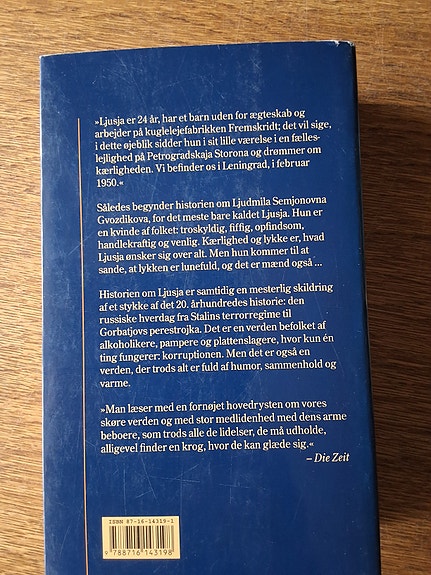 »Ljusja er 24 år, har et barn uden for ægteskab og
arbejder på kuglelejefabrikken Fremskridt; det vil sige,
i dette øjeblik sidder hun i sit lille værelse i en fælles-
lejlighed på Petrogradskaja Storona og drømmer om
kærligheden. Vi befinder os i Leningrad, i februar
1950.«
Således begynder historien om Ljudmila Semjonovna
Gvozdikova, for det meste bare kaldet Ljusja. Hun er
en kvinde af folket: troskyldig, fiffig, opfindsom,
handlekraftig og venlig. Kærlighed og lykke er, hvad
Ljusja ønsker sig over alt. Men hun kommer til at
sande, at lykken er lunefuld, og det er mænd også ...
Historien om Ljusja er samtidig en mesterlig skildring
af et stykke af det 20. århundredes historie: den
russiske hverdag fra Stalins terrorregime til
Gorbatjovs perestrojka. Det er en verden befolket af
alkoholikere, pampere og plattenslagere, hvor kun én
ting fungerer: korruptionen. Men det er også en
verden, der trods alt er fuld af humor, sammenhold og
varme.
»Man læser med en fornøjet hovedrysten om vores
skøre verden og med stor medlidenhed med dens arme
beboere, som trods alle de lidelser, de må udholde,
alligevel finder en krog, hvor de kan glæde sig.«
– Die Zeit
ISBN 87-16-14319-1
9 788716 143198